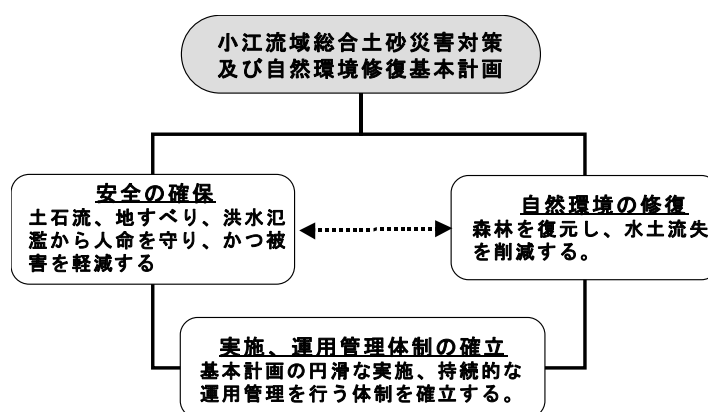 小江流域総合土砂災害対策
及び自然環境修復基本計画
安全の確保
土石流、地すべり、洪水氾
濫から人命を守り、かつ被
害を軽減する
自然環境の修復
森林を復元し、水土流失
を削減する。
実施、運用管理体制の確立
基本計画の円滑な実施、持続的な
運用管理を行う体制を確立する。